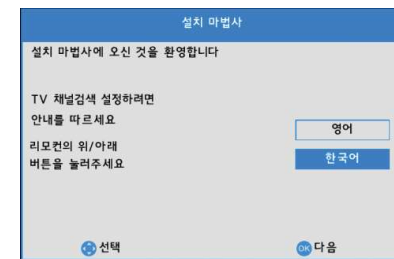 설치 마법사
설치 마법사에 오신 것을 환영합니다
TV 채널검색 설정하려면
안내를 따르세요
리모컨의 위/아래
버튼을 눌러주세요
영어
한국어
선택
OK 다음